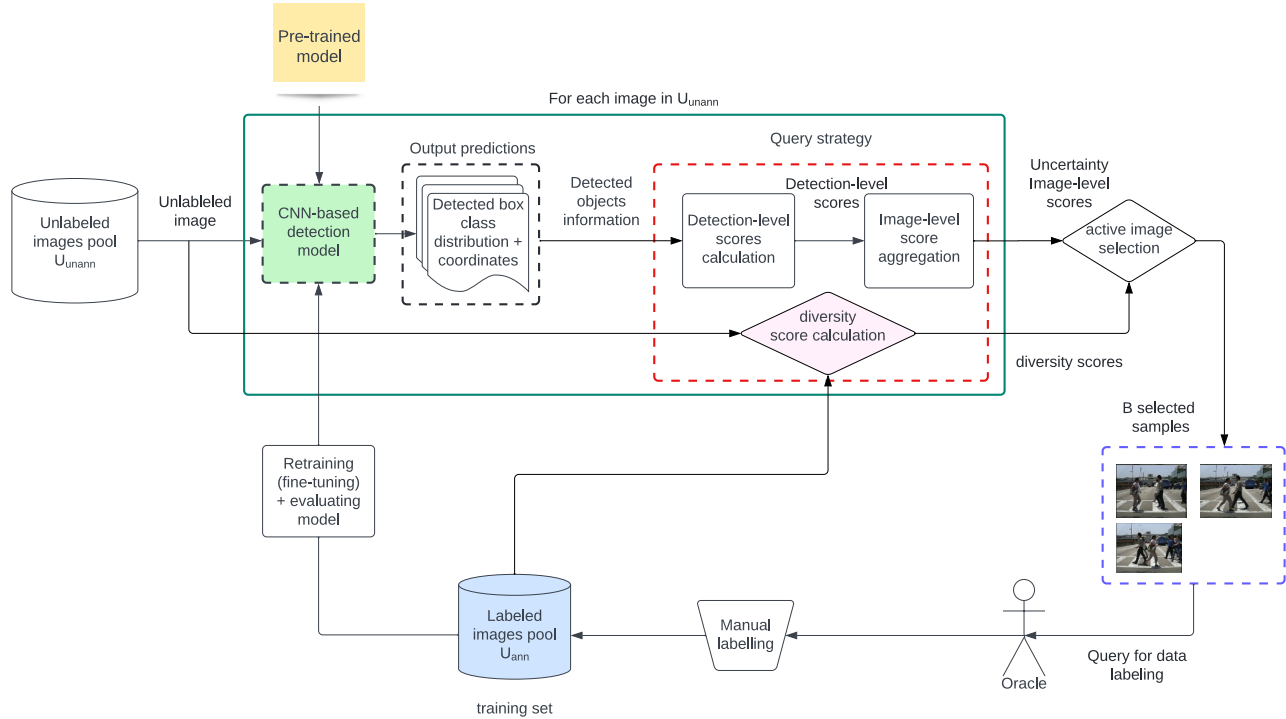 Pre-trained
model
For each image in Uunann
Query strategy
Output predictions
Unlabeled
images pool
Uunann
Unlableled
image
CNN-based
detection
model
Detected box
class
distribution +
coordinates
Detected
objects
information
Detection-level
scores
Detection-level
scores
calculation
Image-level
score
aggregation
Uncertainty
Image-level
scores
active image
selection
diversity
score calculation
diversity scores
B selected
samples
Retraining
(fine-tuning)
+ evaluating
model
Labeled
images pool
Uann
training set
Manual
labelling
Oracle
Query for data
labeling